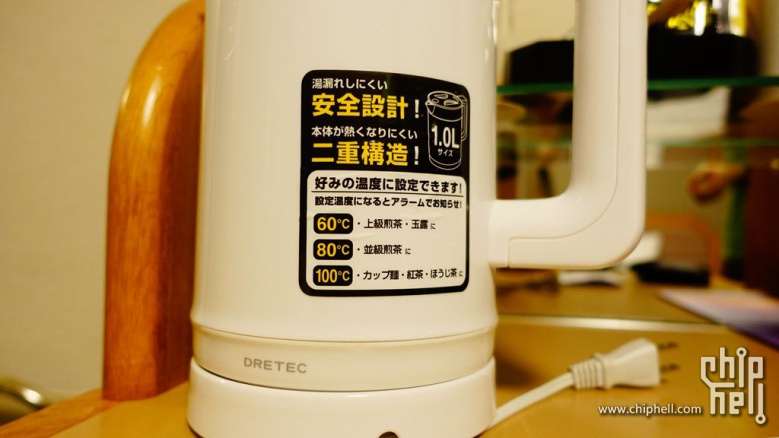 湯漏れしにくい
安全設計！
本体が熱くなりにくい
二重構造！
1.0L
サイズ
好みの温度に設定できます！
設定温度になるとアラームでお知らせ！
60℃・上級煎茶・玉露に
80℃・並級煎茶に
100℃・カップ麺・紅茶・ほうじ茶に
DRETEC
www.chiphell.com
chip
hell